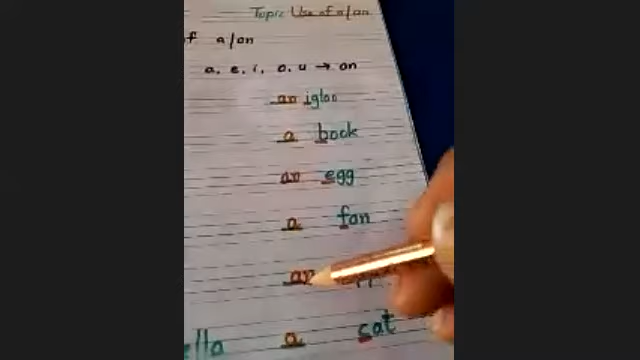 Topic Use of a/an
f a/an
a, e, i, o, u → an
an igloo
a book
an egg
a fan
an
ella a cat